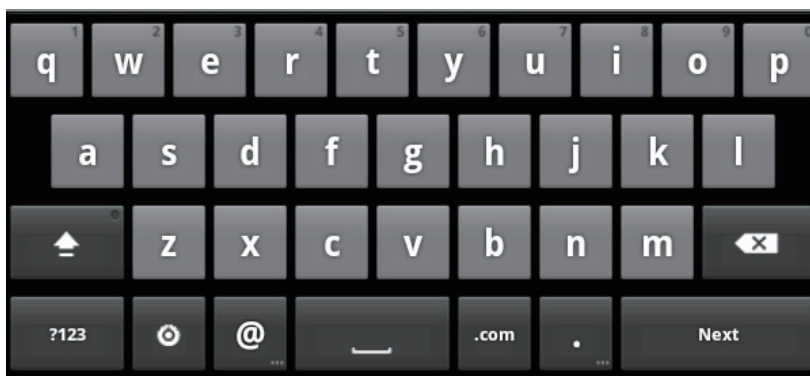 1 2 3 4 5 6 7 8 9 0
q w e r t y u i o p
a s d f g h j k l
z x c v b n m
?123 @ ... .com . ... Next